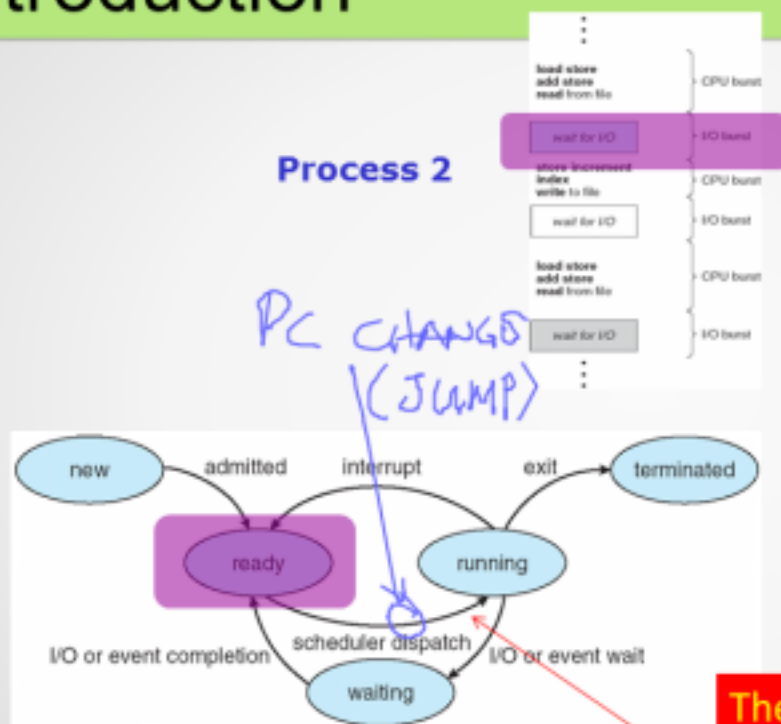 troduction
load store
add store
read from file
CPU burst
wait for I/O
I/O burst
store increment
index
write to file
CPU burst
wait for I/O
I/O burst
load store
add store
read from file
CPU burst
wait for I/O
I/O burst
Process 2
PC CHANGE
(JUMP)
new
admitted
interrupt
exit
terminated
ready
running
I/O or event completion
scheduler dispatch
I/O or event wait
waiting
The